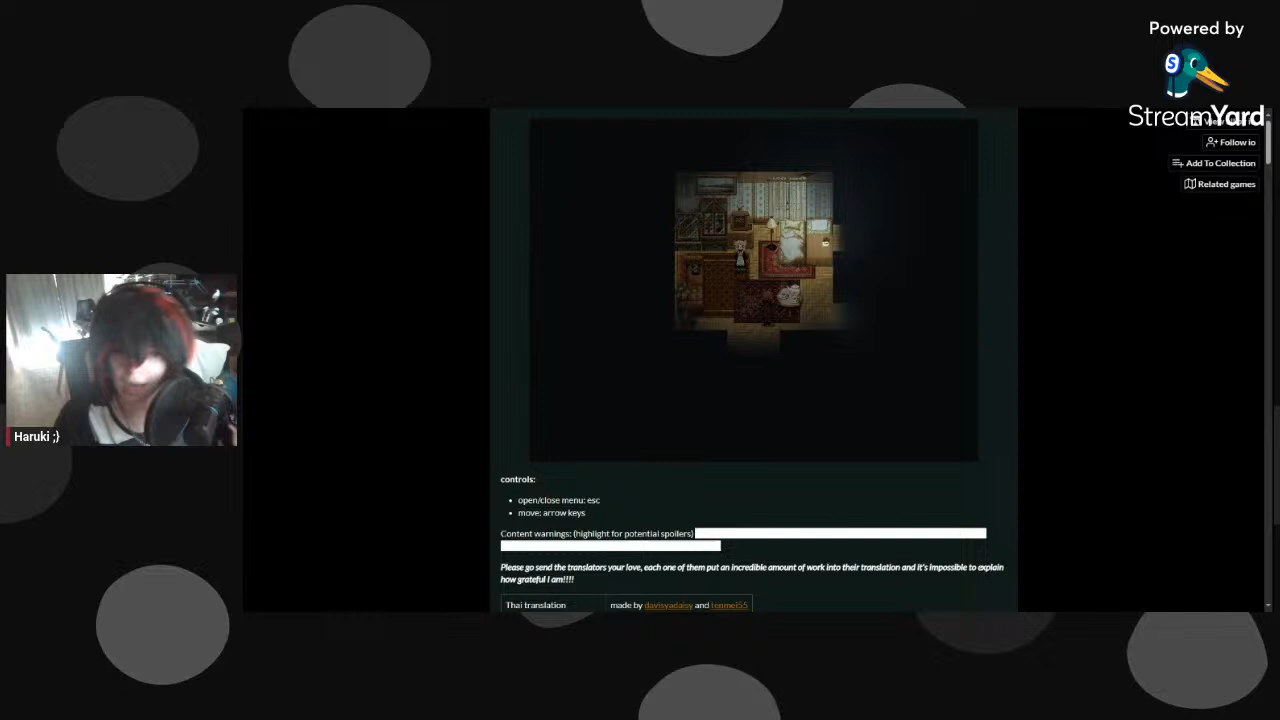 Powered by
StreamYard
Follow io
Add To Collection
Related games
Haruki ;}
controls:
open/close menu: esc
move: arrow keys
Content warnings: (highlight for potential spoilers)
Please go send the translators your love, each one of them put an incredible amount of work into their translation and it's impossible to explain
how grateful I am!!!!
Thai translation made by davisyadaisy and